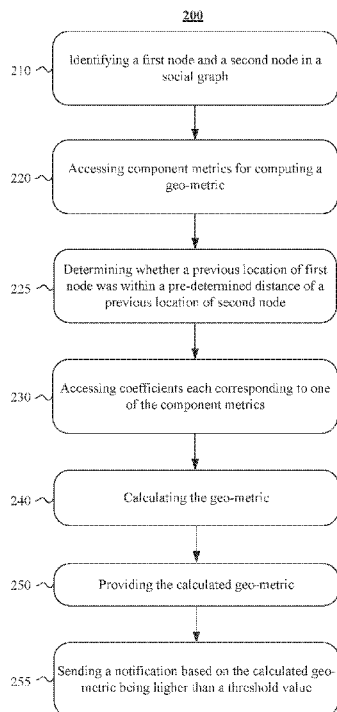 200
210
Identifying a first node and a second node in a
social graph
220
Accessing component metrics for computing a
geo-metric
225
Determining whether a previous location of first
node was within a pre-determined distance of a
previous location of second node
230
Accessing coefficients each corresponding to one
of the component metrics
240
Calculating the geo-metric
250
Providing the calculated geo-metric
255
Sending a notification based on the calculated geo-
metric being higher than a threshold value